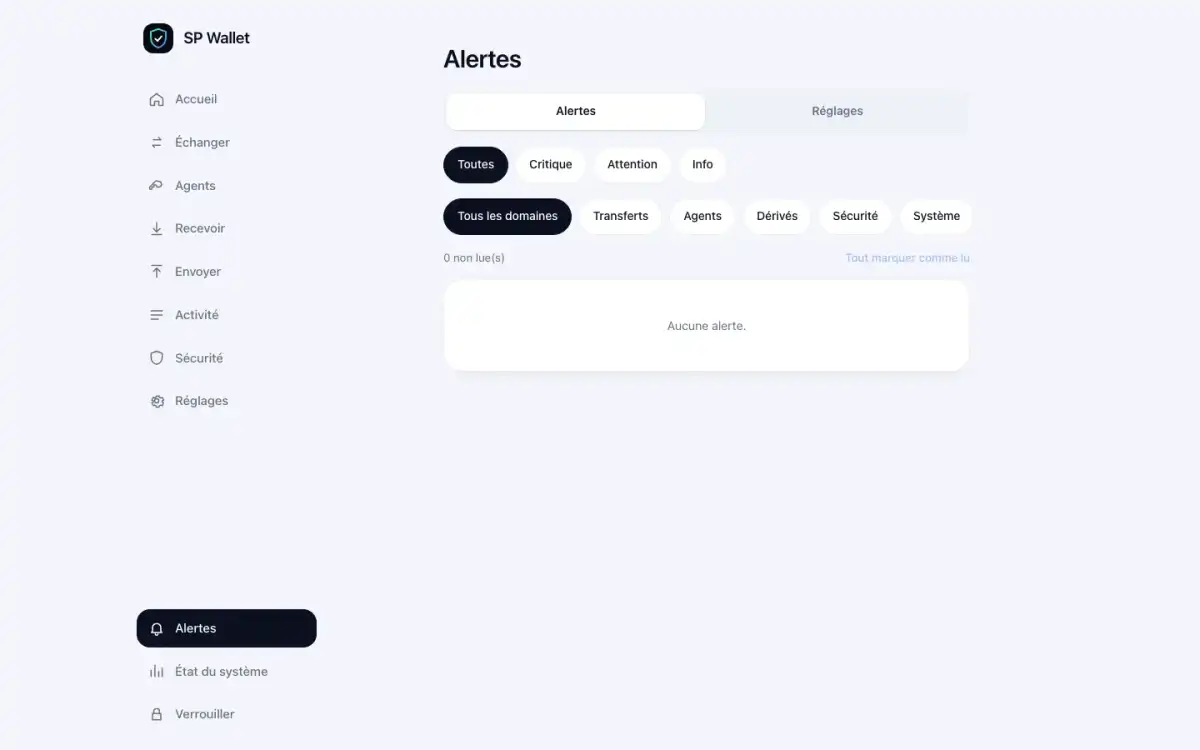 SP Wallet
Accueil
Échanger
Agents
Recevoir
Envoyer
Activité
Sécurité
Réglages
Alertes
État du système
Verrouiller
Alertes
Alertes Réglages
Toutes Critique Attention Info
Tous les domaines Transferts Agents Dérivés Sécurité Système
0 non lue(s) Tout marquer comme lu
Aucune alerte.